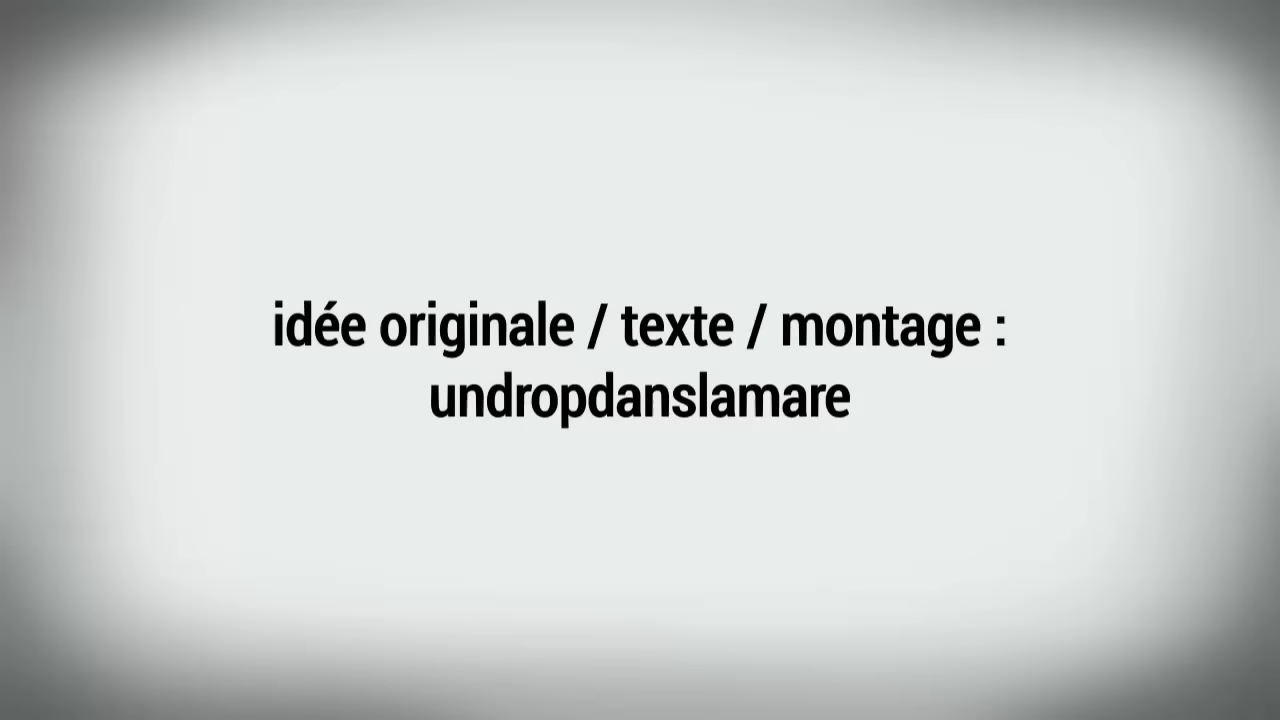 idée originale / texte / montage :
undropdanslamare